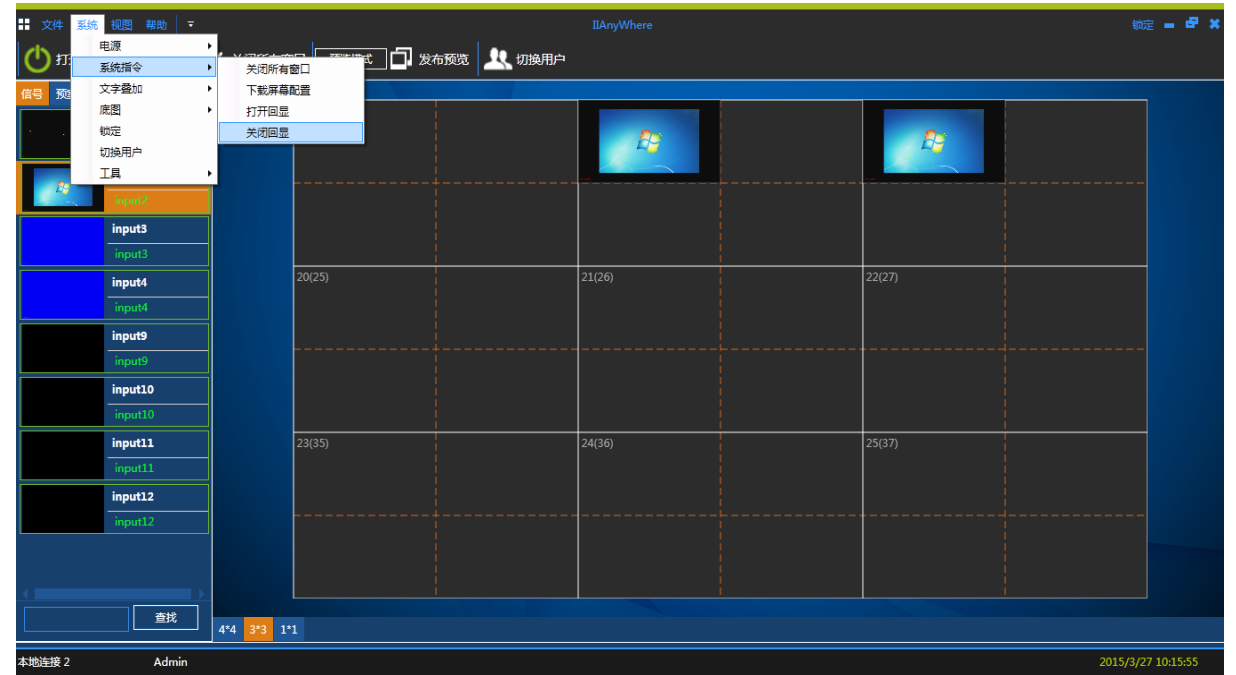 文件 系统 视图 帮助
IIAnyWhere
锁定
发布预览 切换用户
电源
系统指令
文字叠加
底图
锁定
切换用户
工具
关闭所有窗口
下载屏幕配置
打开回显
关闭回显
信号
input2
input3
input3
input4
input4
input9
input9
input10
input10
input11
input11
input12
input12
20(25) 21(26) 22(27)
23(35) 24(36) 25(37)
查找
4*4 3*3 1*1
本地连接 2 Admin 2015/3/27 10:15:55